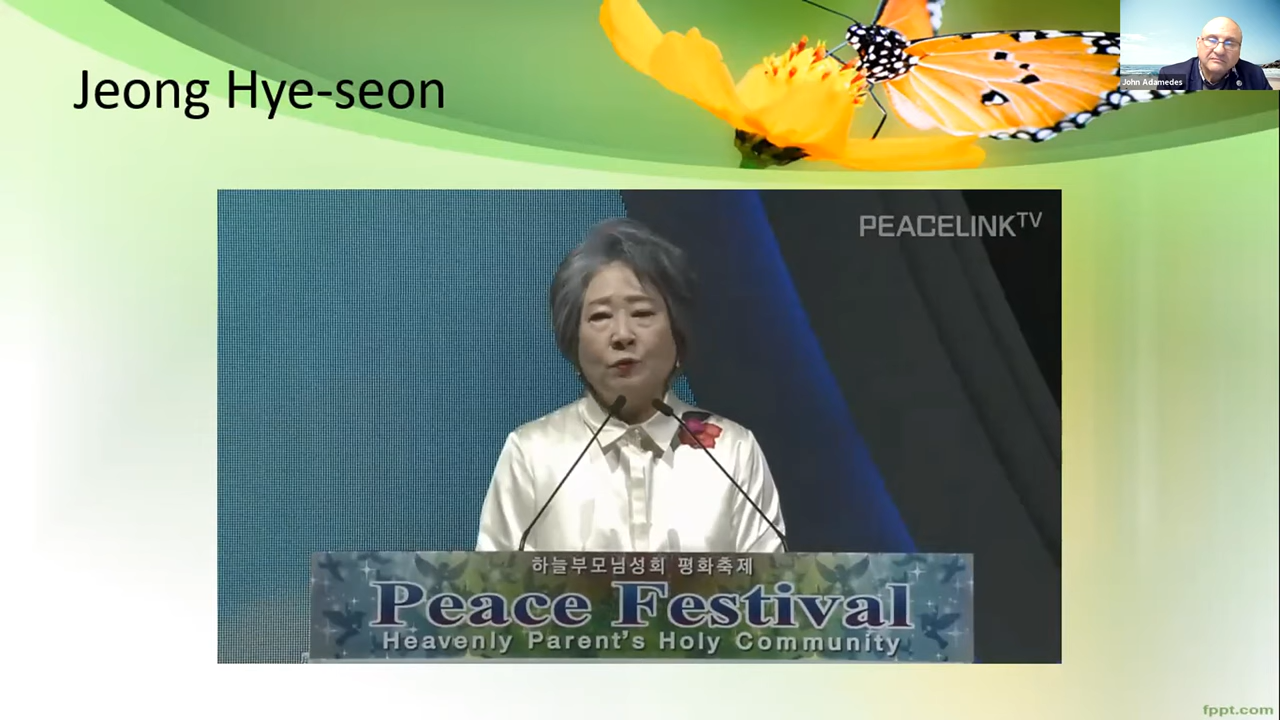 Jeong Hye-seon
John Adamedes
PEACELINK TV
하늘부모님성회 평화축제
Peace Festival
Heavenly Parent's Holy Community
fppt.com